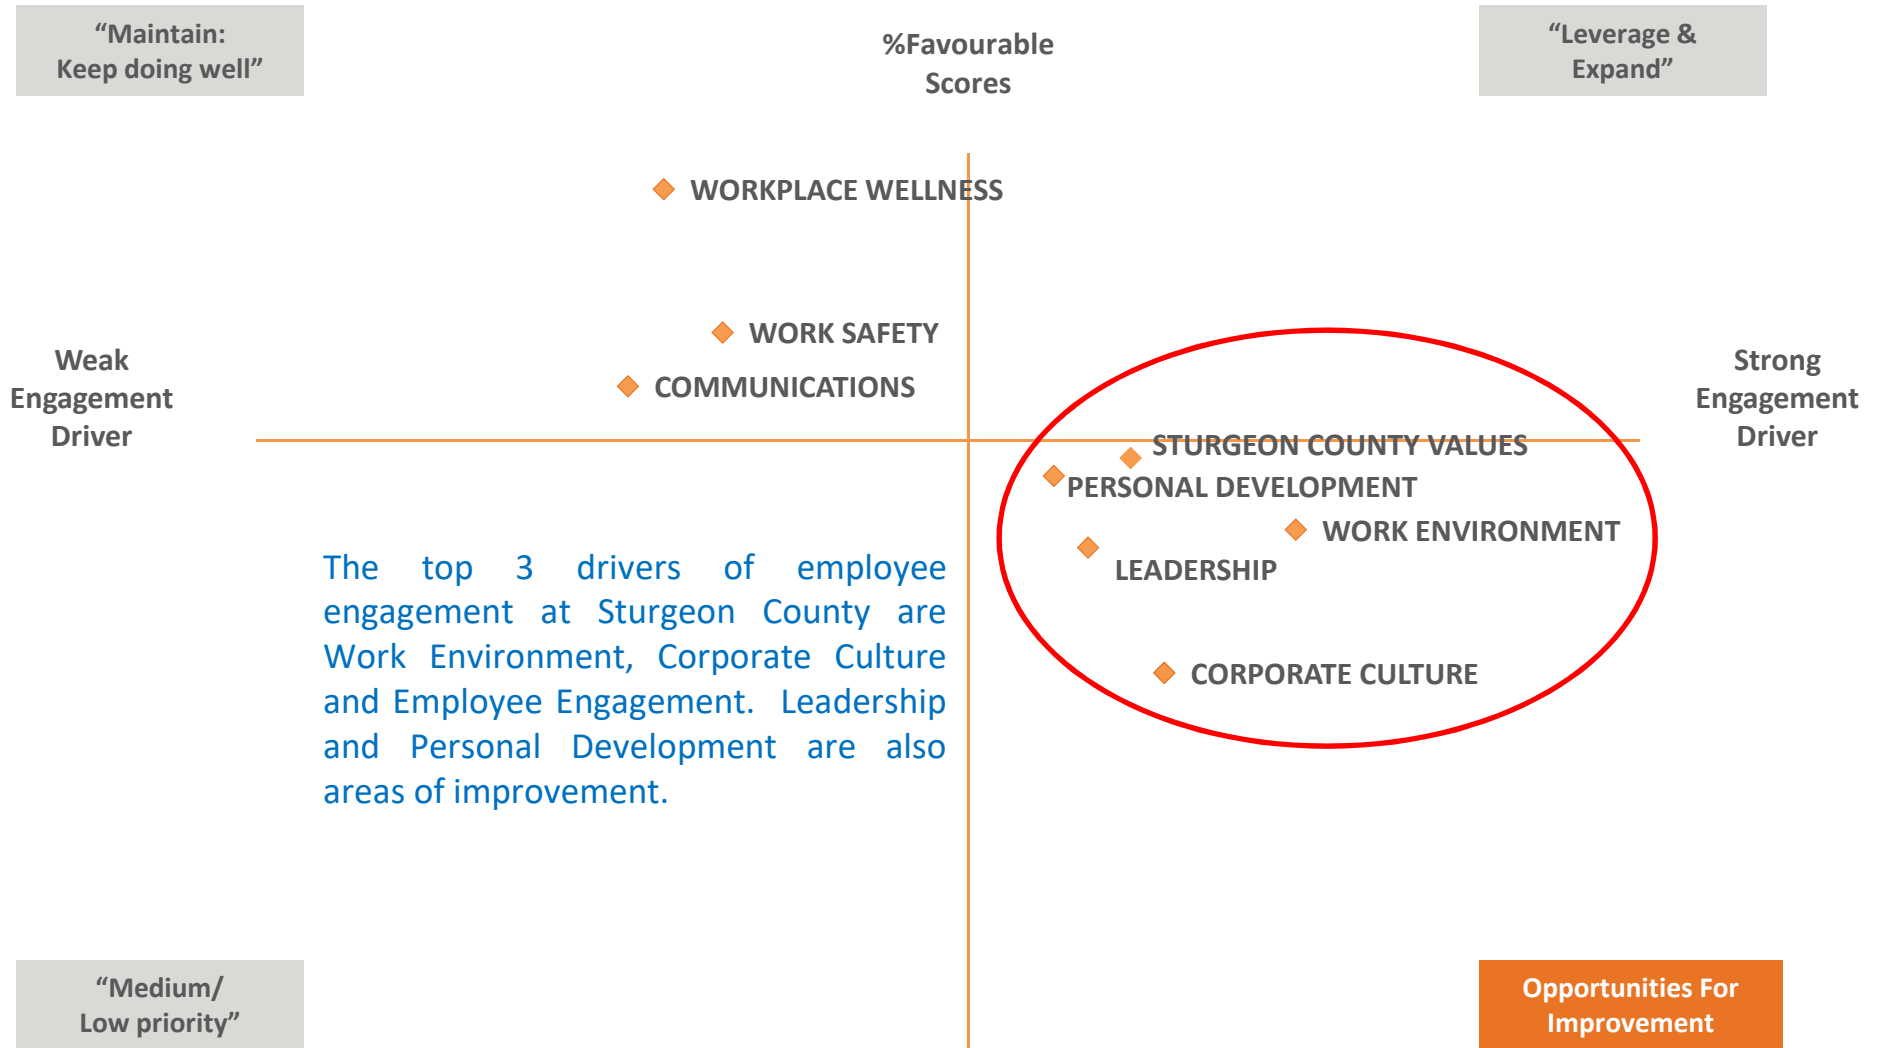 “Maintain:
Keep doing well”
%Favourable
Scores
“Leverage &
Expand”
WORKPLACE WELLNESS
WORK SAFETY
COMMUNICATIONS
Weak
Engagement
Driver
Strong
Engagement
Driver
STURGEON COUNTY VALUES
PERSONAL DEVELOPMENT
WORK ENVIRONMENT
LEADERSHIP
CORPORATE CULTURE
The top 3 drivers of employee
engagement at Sturgeon County are
Work Environment, Corporate Culture
and Employee Engagement. Leadership
and Personal Development are also
areas of improvement.
“Medium/
Low priority”
Opportunities For
Improvement